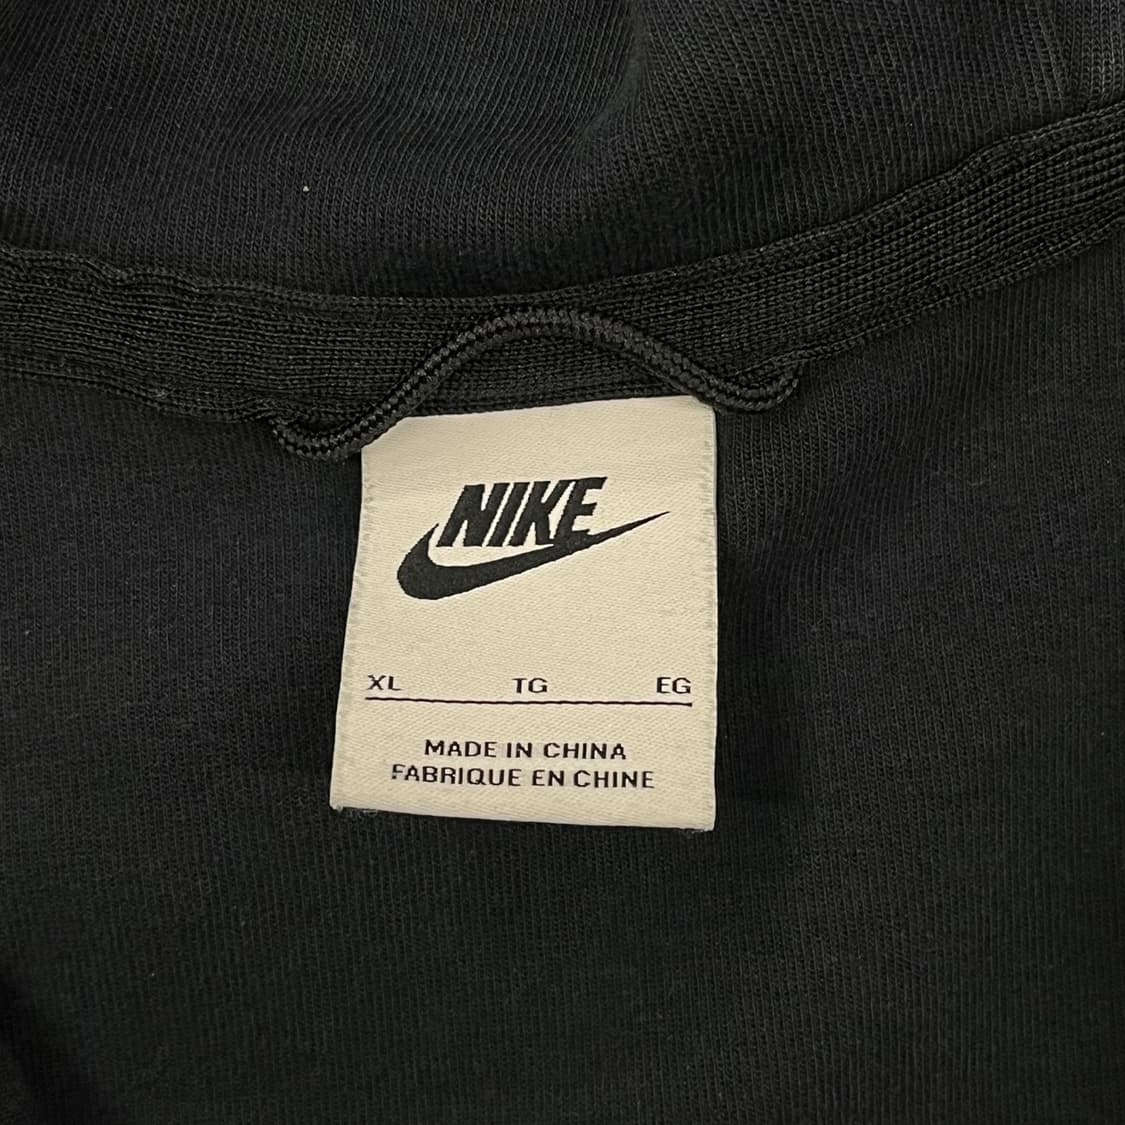 NIKE
XL TG EG
MADE IN CHINA
FABRIQUE EN CHINE